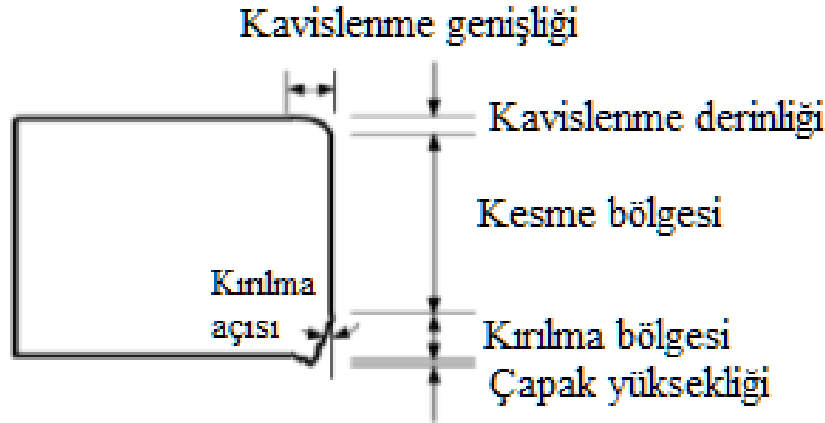 Kavislenme genişliği
Kavislenme derinliği
Kesme bölgesi
Kırılma
açısı
Kırılma bölgesi
Çapak yüksekliği